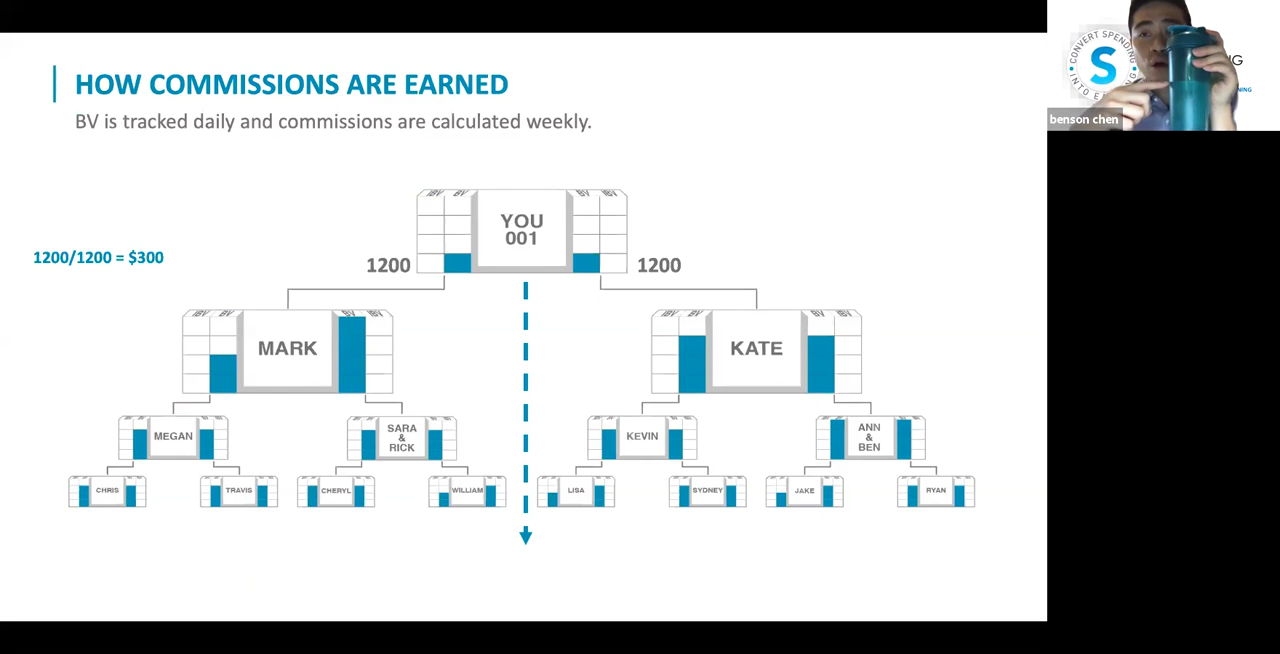 HOW COMMISSIONS ARE EARNED
BV is tracked daily and commissions are calculated weekly.
1200/1200 = $300
YOU
001
1200
1200
MARK
KATE
MEGAN
SARA
&
RICK
KEVIN
ANN
&
BEN
CHRIS
TRAVIS
CHERYL
WILLIAM
LISA
SYDNEY
JAKE
RYAN
CONVERT SPENDING
S
INTO
benson chen